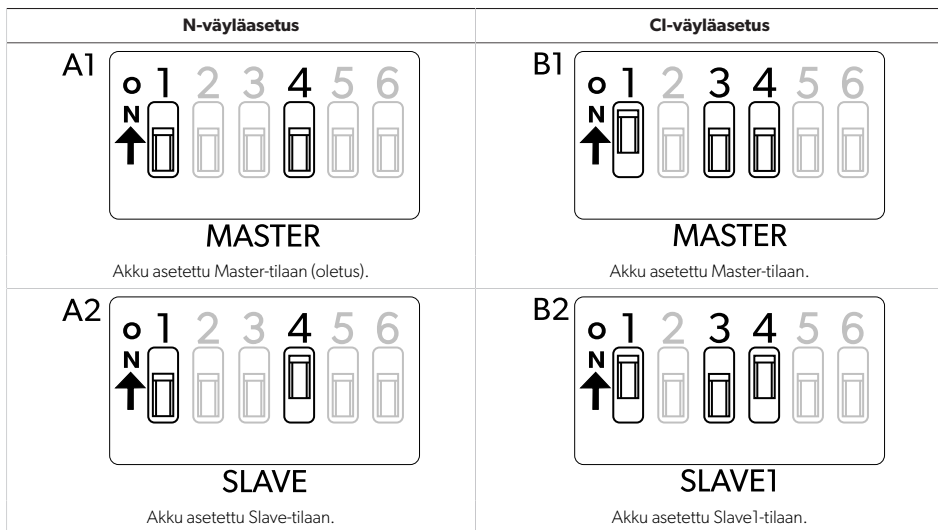 N-väyläasetus
CI-väyläasetus
A1
O 1 2 3 4 5 6
N
MASTER
Akku asetettu Master-tilaan (oletus).
B1
O 1 2 3 4 5 6
N
MASTER
Akku asetettu Master-tilaan.
A2
O 1 2 3 4 5 6
N
SLAVE
Akku asetettu Slave-tilaan.
B2
O 1 2 3 4 5 6
N
SLAVE1
Akku asetettu Slave1-tilaan.